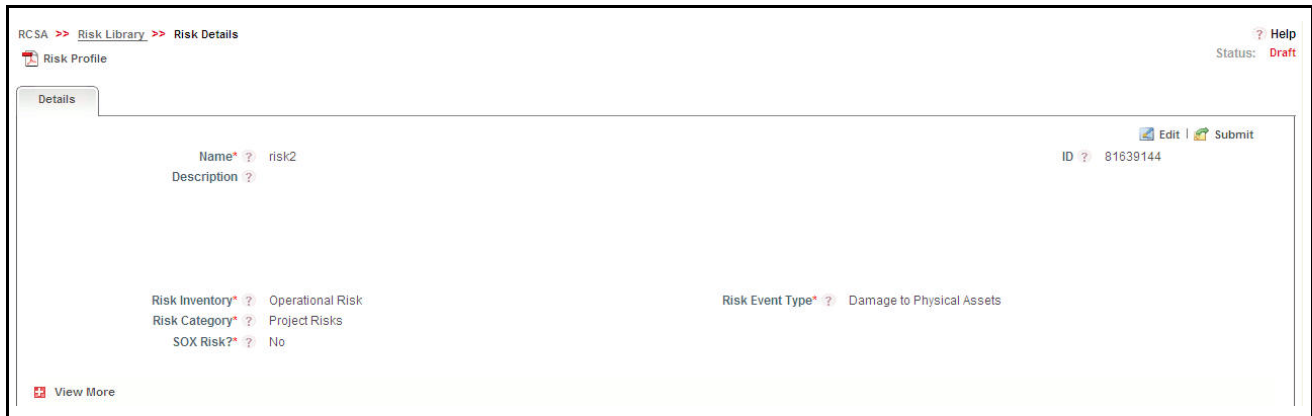 RCSA >> Risk Library >> Risk Details
? Help
Risk Profile
Status: Draft
Details
Edit | Submit
Name* ? risk2
ID ? 81639144
Description ?
Risk Inventory* ? Operational Risk
Risk Event Type* ? Damage to Physical Assets
Risk Category* ? Project Risks
SOX Risk?* ? No
View More